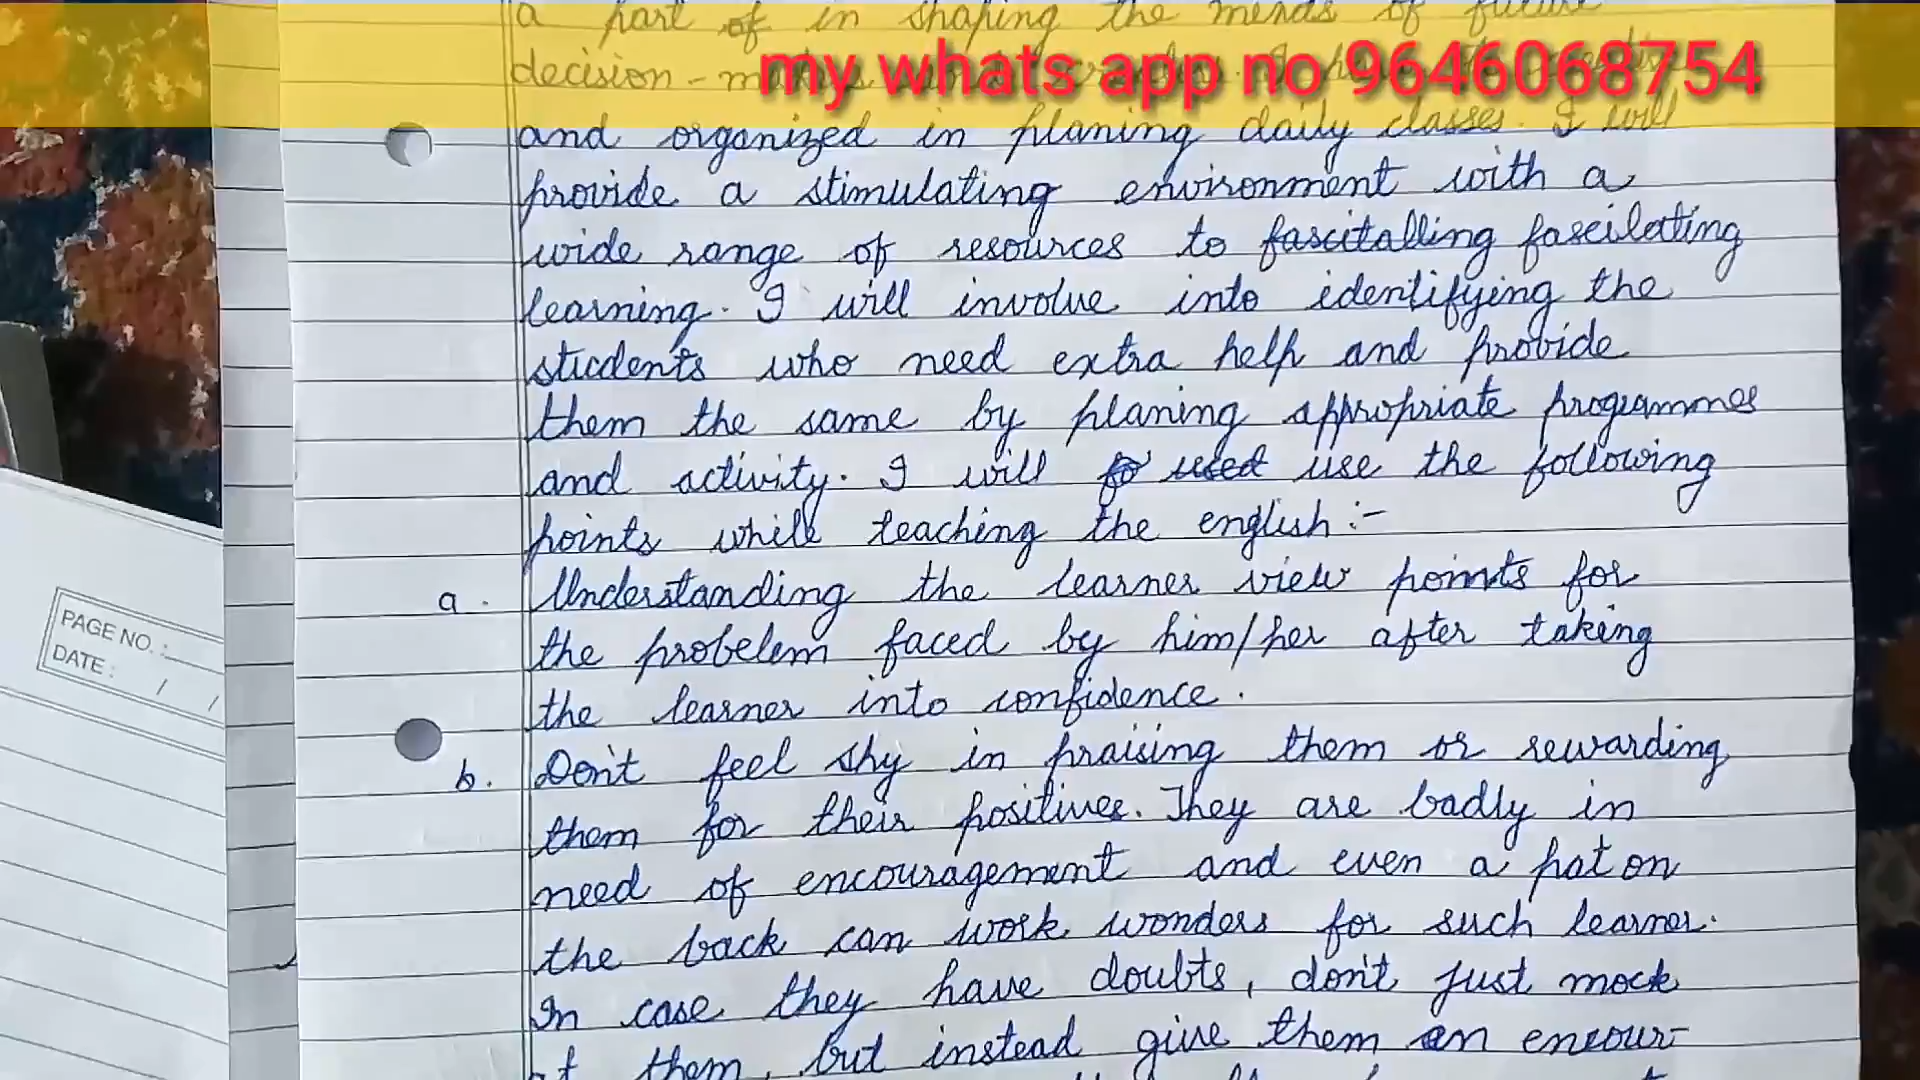 a part of in shaping the minds of future
decision-
my whats app no 9646068754
and organized in planing daily classes. I will
provide a stimulating environment with a
wide range of resources to fascitalling fascilating
learning. I will involve into identifying the
students who need extra help and provide
them the same by planing appropriate programmes
and activity. I will to used use the following
points while teaching the english :-
a. Understanding the learner view points for
the probelem faced by him/her after taking
the learner into confidence.
b. Don't feel shy in praising them or rewarding
them for their positives. They are badly in
need of encouragement and even a pat on
the back can work wonders for such learner.
In case they have doubts, don't just mock
at them, but instead give them an encour-
PAGE NO. :
DATE : / /